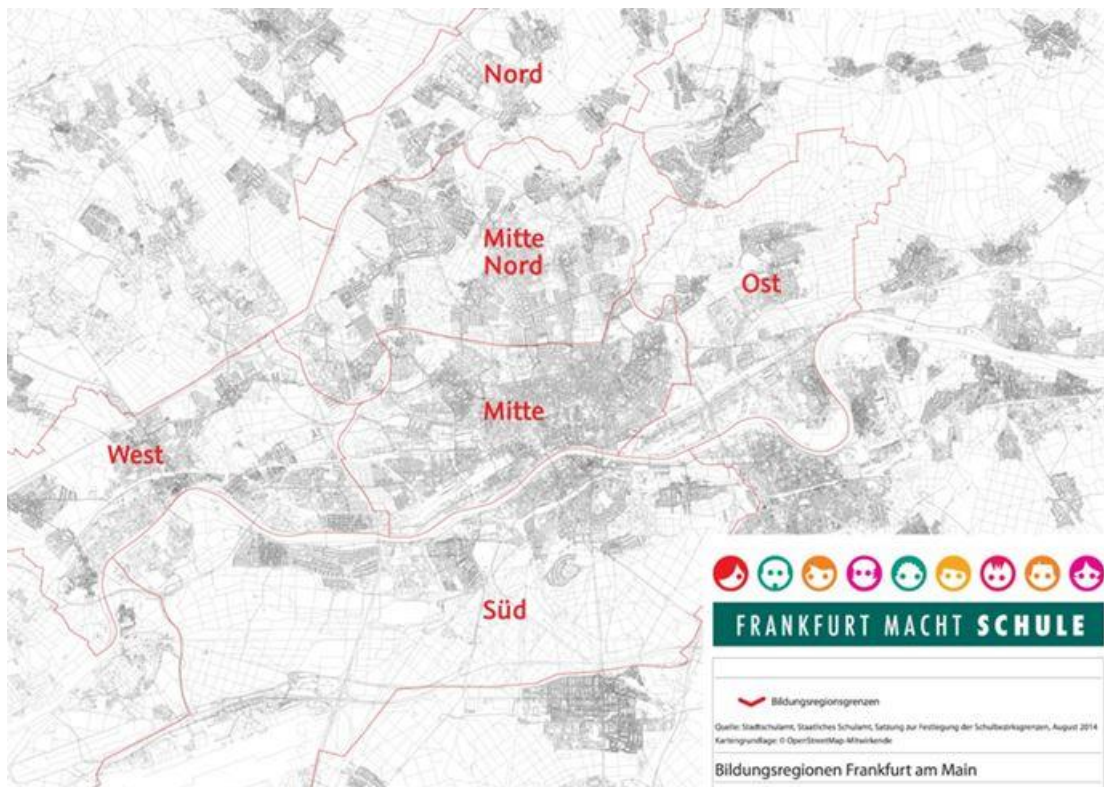 Nord
Mitte
Nord
Ost
Mitte
West
Süd
FRANKFURT MACHT SCHULE
Bildungsregionsgrenzen
Quelle: Stadtschulamt, Staatliches Schulamt, Satzung zur Festlegung der Schulbezirksgrenzen, August 2014
Kartengrundlage: © OpenStreetMap-Mitwirkende
Bildungsregionen Frankfurt am Main